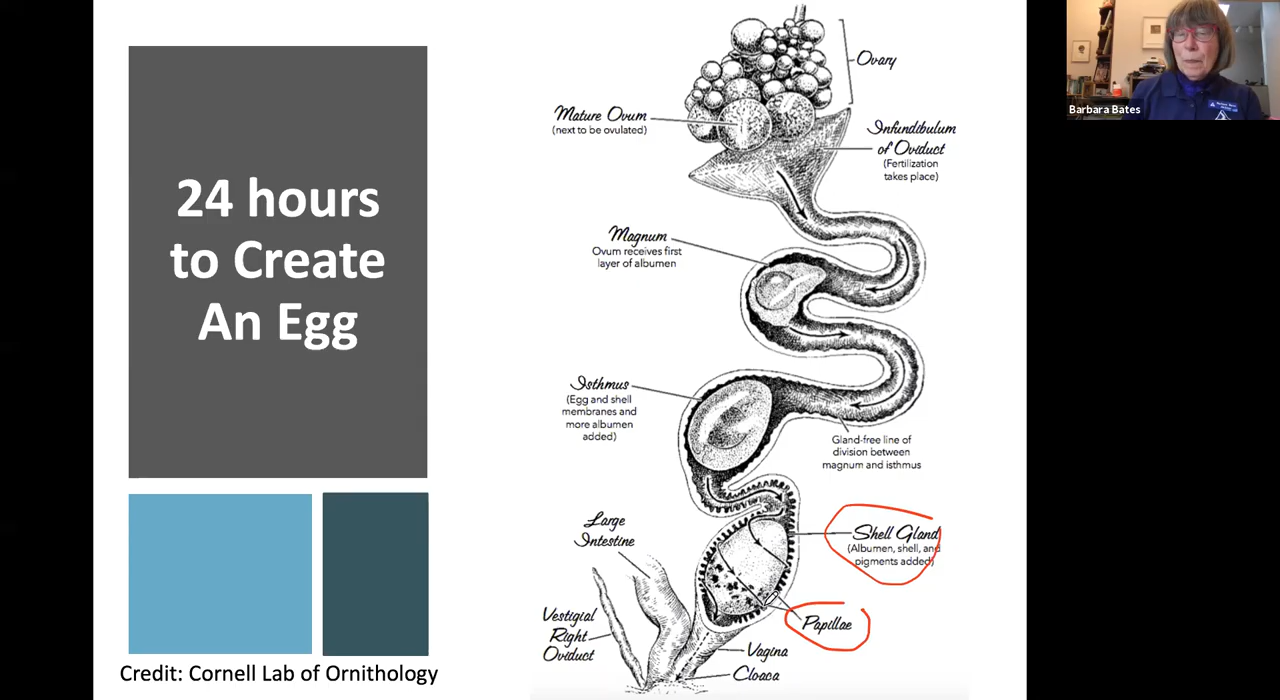 24 hours
to Create
An Egg
Credit: Cornell Lab of Ornithology
Ovary
Mature Ovum
(next to be ovulated)
Infundibulum
of Oviduct
(Fertilization
takes place)
Magnum
Ovum receives first
layer of albumen
Isthmus
(Egg and shell
membranes and
more albumen
added)
Gland-free line of
division between
magnum and isthmus
Shell Gland
(Albumen, shell, and
pigments added)
Large
Intestine
Papillae
Vestigial
Right
Oviduct
Vagina
Cloaca
Barbara Bates